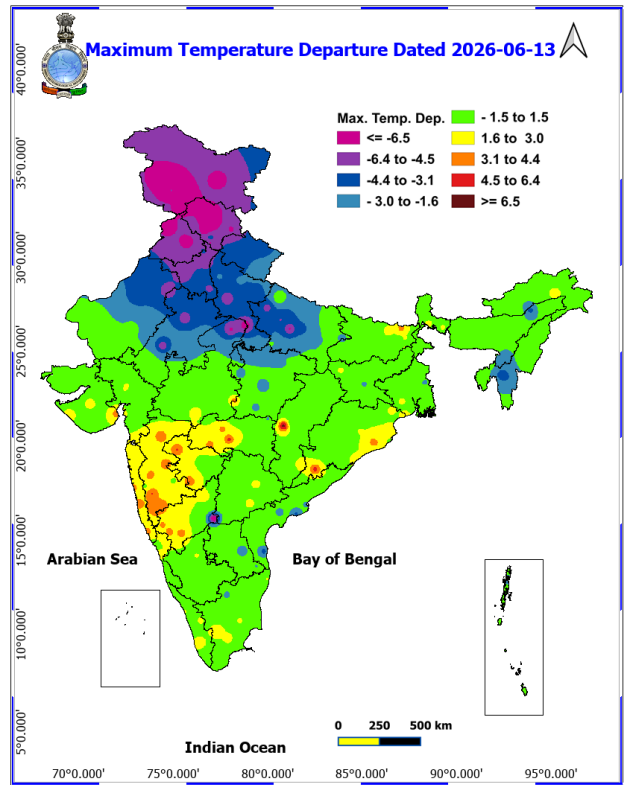 Maximum Temperature Departure Dated 2026-06-13
Max. Temp. Dep.
<= -6.5
-6.4 to -4.5
-4.4 to -3.1
- 3.0 to -1.6
- 1.5 to 1.5
1.6 to 3.0
3.1 to 4.4
4.5 to 6.4
>= 6.5
40°0.000'
35°0.000'
30°0.000'
25°0.000'
20°0.000'
15°0.000'
10°0.000'
5°0.000'
Arabian Sea
Bay of Bengal
Indian Ocean
0 250 500 km
70°0.000' 75°0.000' 80°0.000' 85°0.000' 90°0.000' 95°0.000'